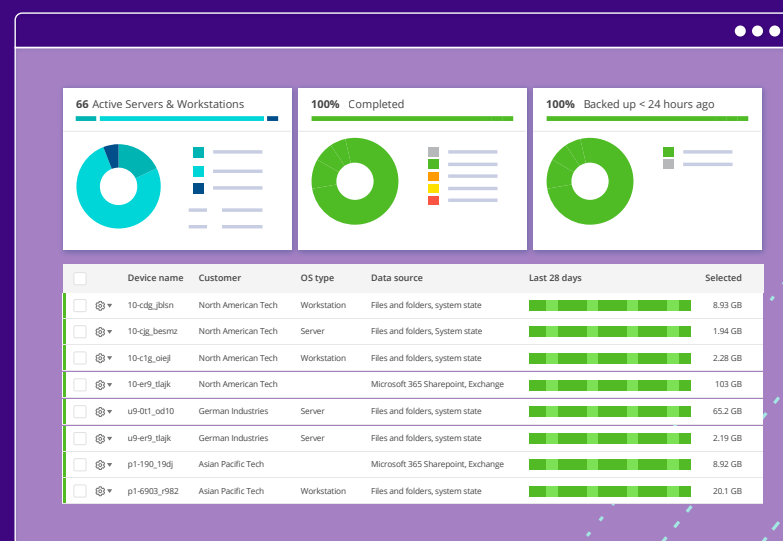 66 Active Servers & Workstations
100% Completed
100% Backed up < 24 hours ago
Device name Customer OS type Data source Last 28 days Selected
10-cdg_jblsn North American Tech Workstation Files and folders, system state 8.93 GB
10-cjg_besmz North American Tech Server Files and folders, System state 1.94 GB
10-c1g_oiejl North American Tech Workstation Files and folders, system state 2.28 GB
10-er9_tlajk North American Tech Microsoft 365 Sharepoint, Exchange 103 GB
u9-0t1_od10 German Industries Server Files and folders, system state 65.2 GB
u9-er9_tlajk German Industries Server Files and folders, system state 2.19 GB
p1-190_19dj Asian Pacific Tech Microsoft 365 Sharepoint, Exchange 8.92 GB
p1-6903_r982 Asian Pacific Tech Workstation Files and folders, system state 20.1 GB